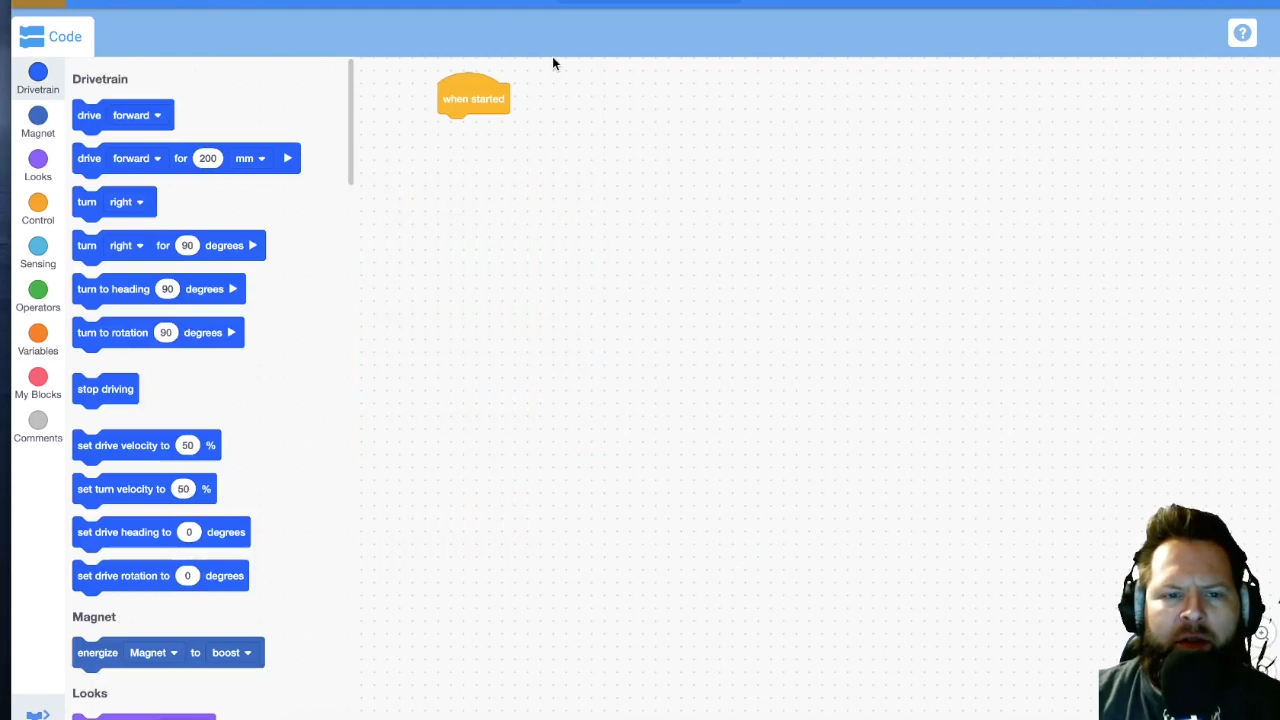 Code
?
Drivetrain
Magnet
Looks
Control
Sensing
Operators
Variables
My Blocks
Comments
Drivetrain
drive forward
drive forward for 200 mm
turn right
turn right for 90 degrees
turn to heading 90 degrees
turn to rotation 90 degrees
stop driving
set drive velocity to 50 %
set turn velocity to 50 %
set drive heading to 0 degrees
set drive rotation to 0 degrees
Magnet
energize Magnet to boost
Looks
when started